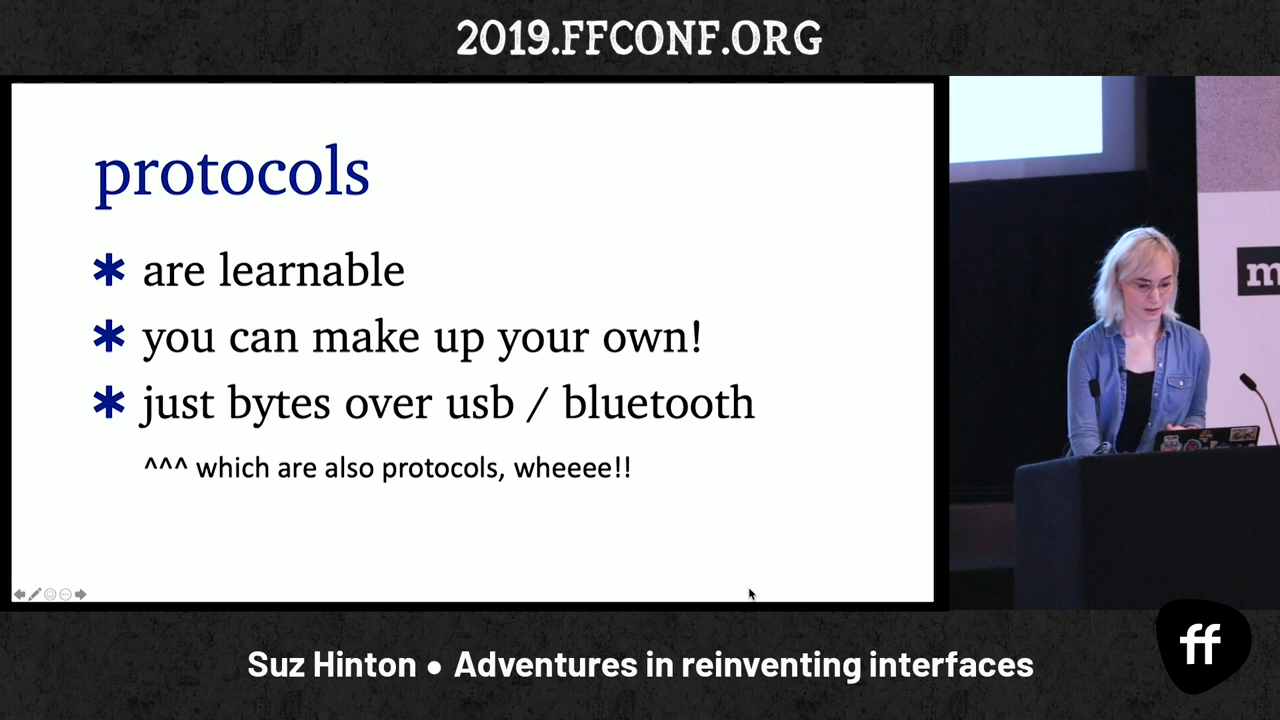 2019.FFCONF.ORG
protocols
* are learnable
* you can make up your own!
* just bytes over usb / bluetooth
^^^ which are also protocols, wheeee!!
m
Suz Hinton • Adventures in reinventing interfaces
ff